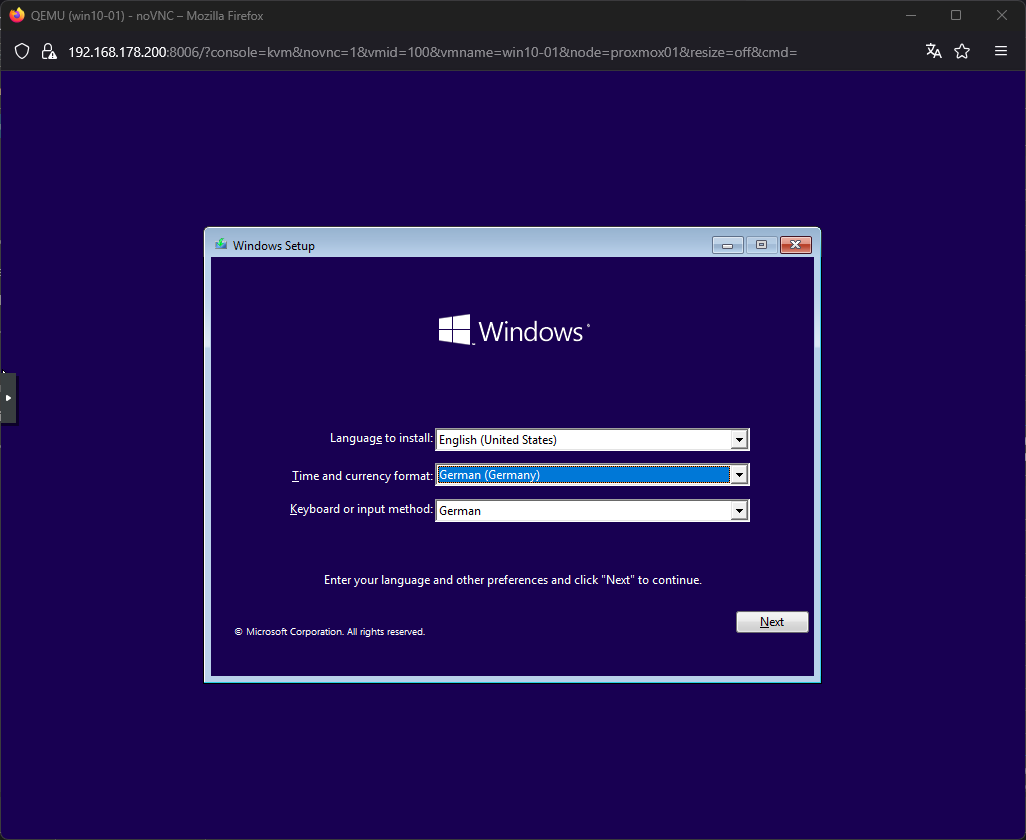 QEMU (win10-01) - noVNC – Mozilla Firefox
192.168.178.200:8006/?console=kvm&novnc=1&vmid=100&vmname=win10-01&node=proxmox01&resize=off&cmd=
Windows Setup
Windows
Language to install: English (United States)
Time and currency format: German (Germany)
Keyboard or input method: German
Enter your language and other preferences and click "Next" to continue.
© Microsoft Corporation. All rights reserved.
Next